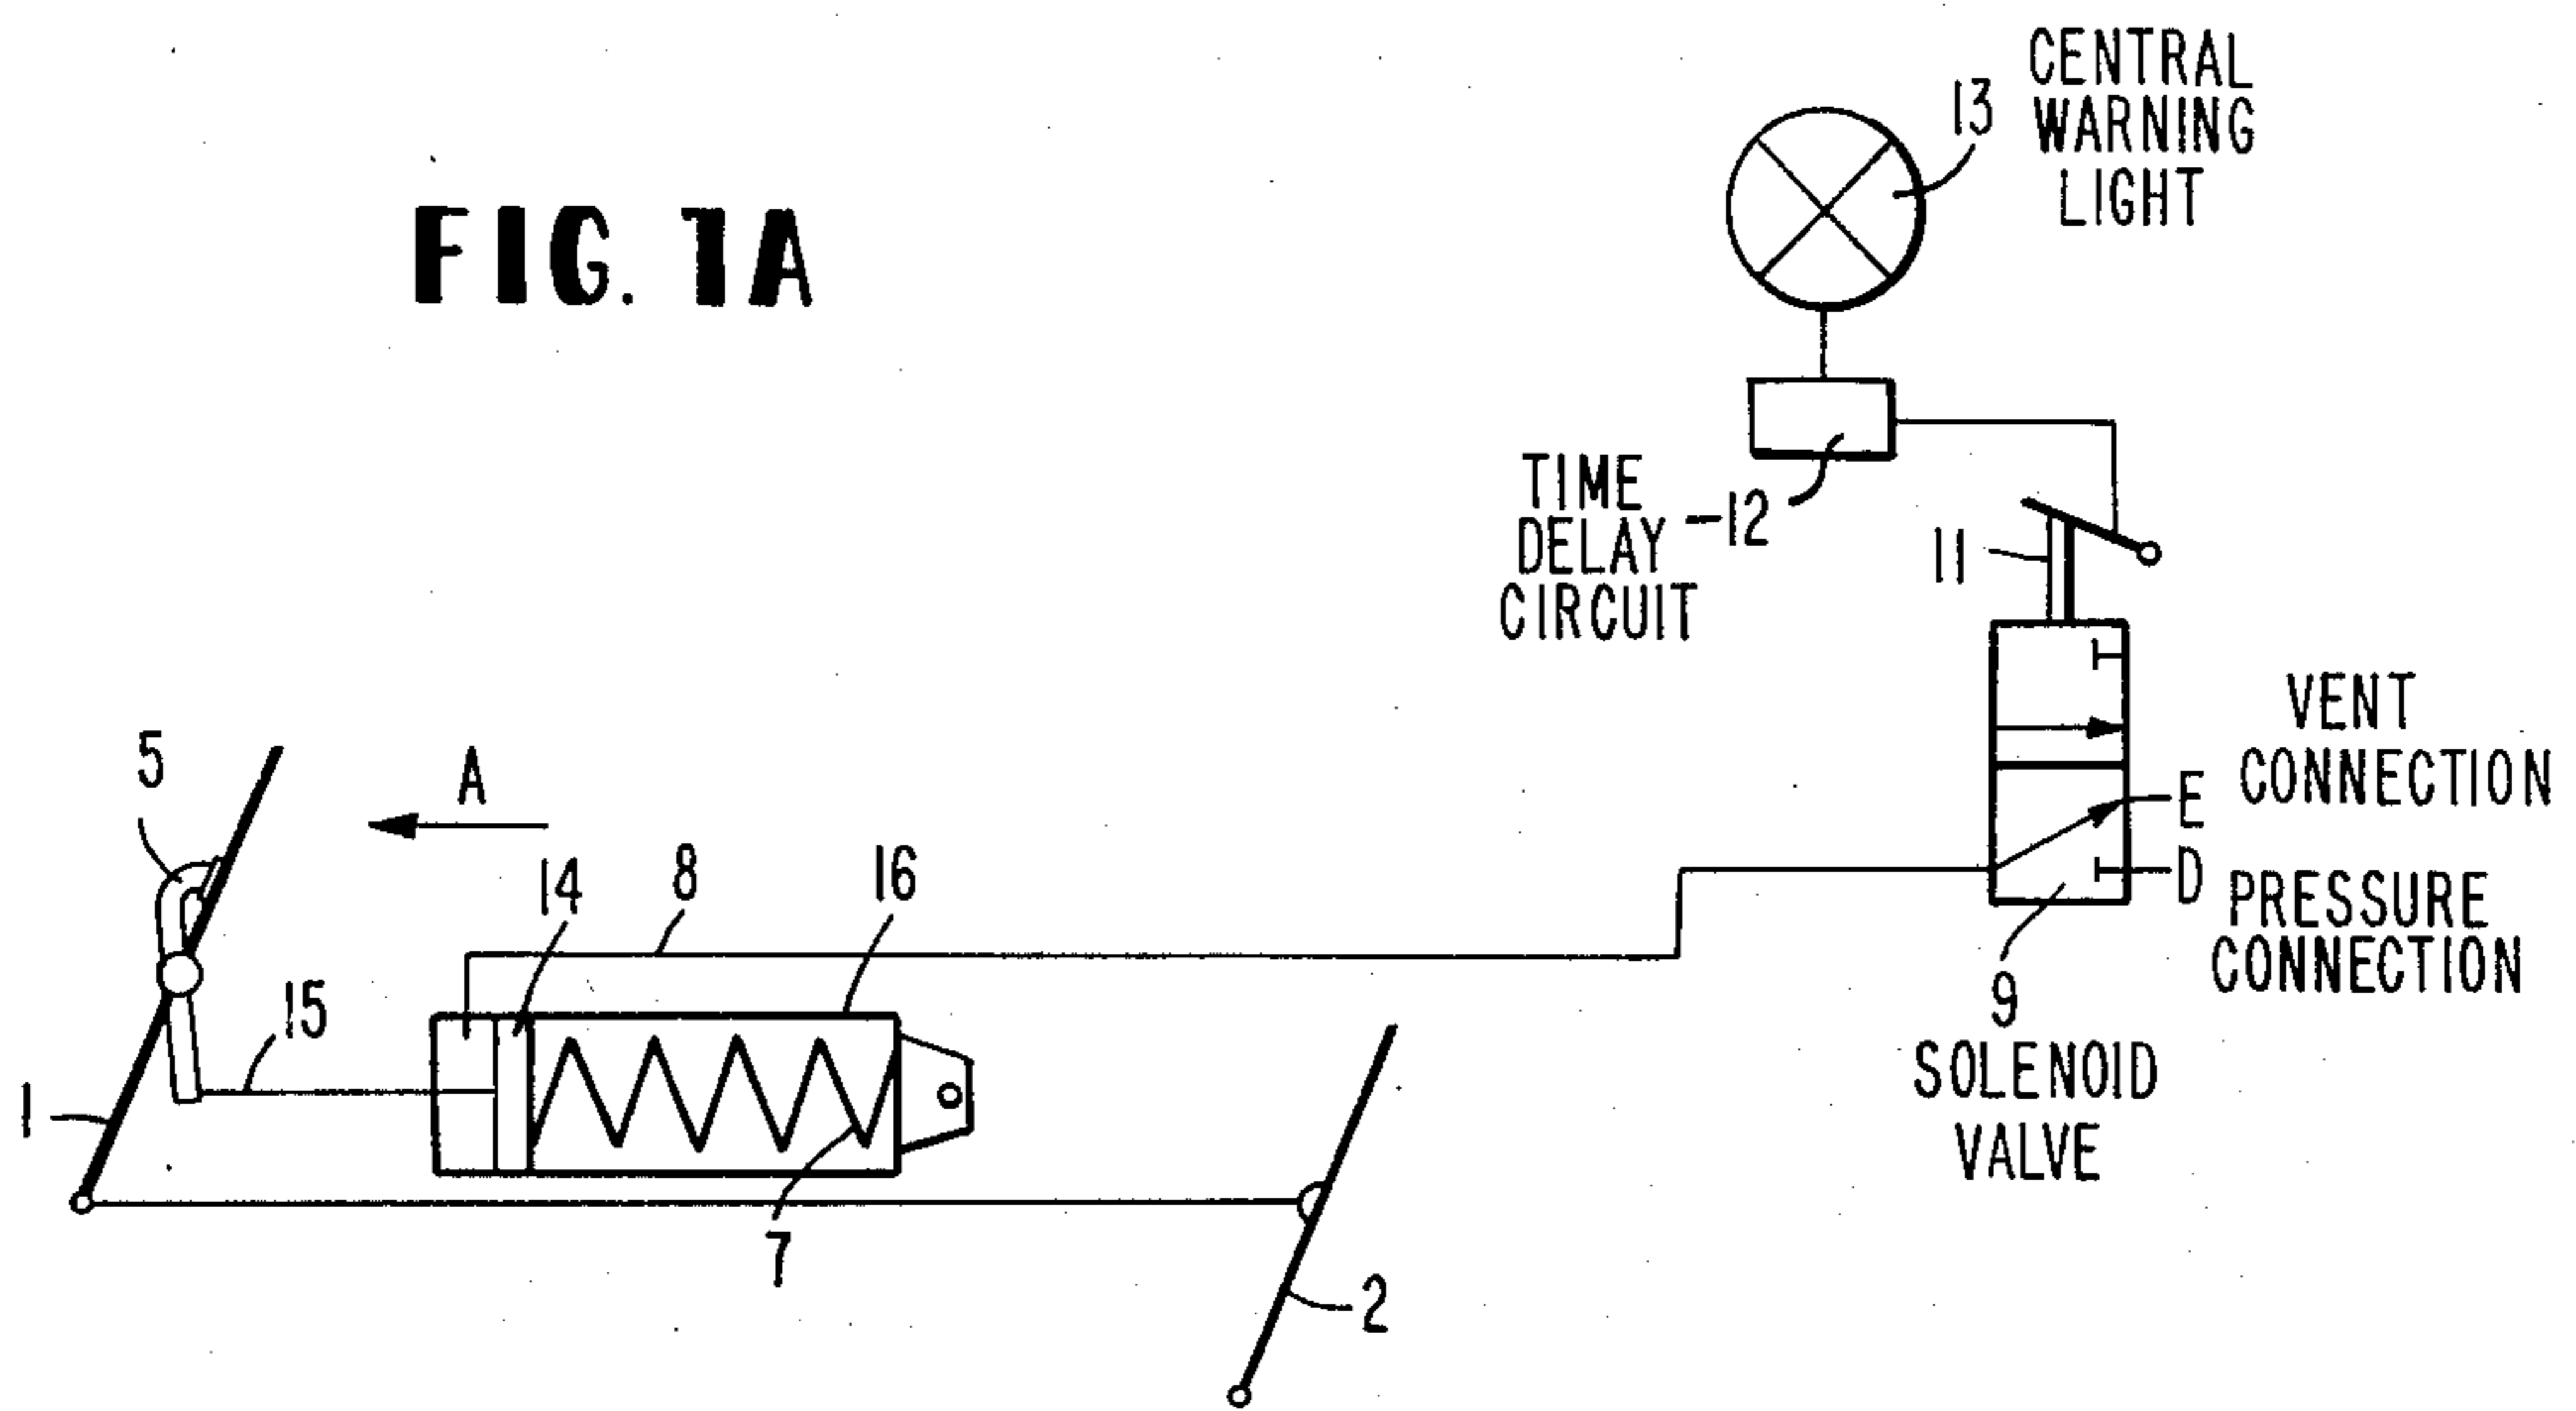 FIG. 1A
CENTRAL
WARNING
LIGHT
13
TIME
DELAY
CIRCUIT
-12
11
VENT
CONNECTION
E
D
PRESSURE
CONNECTION
9
SOLENOID
VALVE
5
A
14
8
16
15
1
7
2